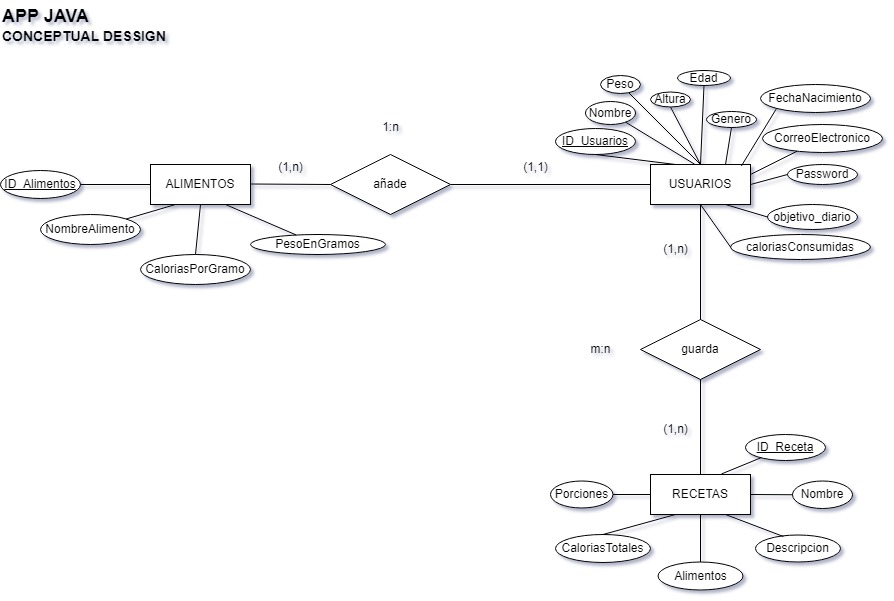 APP JAVA
CONCEPTUAL DESSIGN
Peso
Edad
Altura
FechaNacimiento
Nombre
Genero
1:n
ID_Usuarios
CorreoElectronico
(1,n)
(1,1)
Password
ID_Alimentos
ALIMENTOS
añade
USUARIOS
objetivo_diario
NombreAlimento
PesoEnGramos
(1,n)
caloriasConsumidas
CaloriasPorGramo
m:n
guarda
(1,n)
ID_Receta
Porciones
RECETAS
Nombre
CaloriasTotales
Descripcion
Alimentos